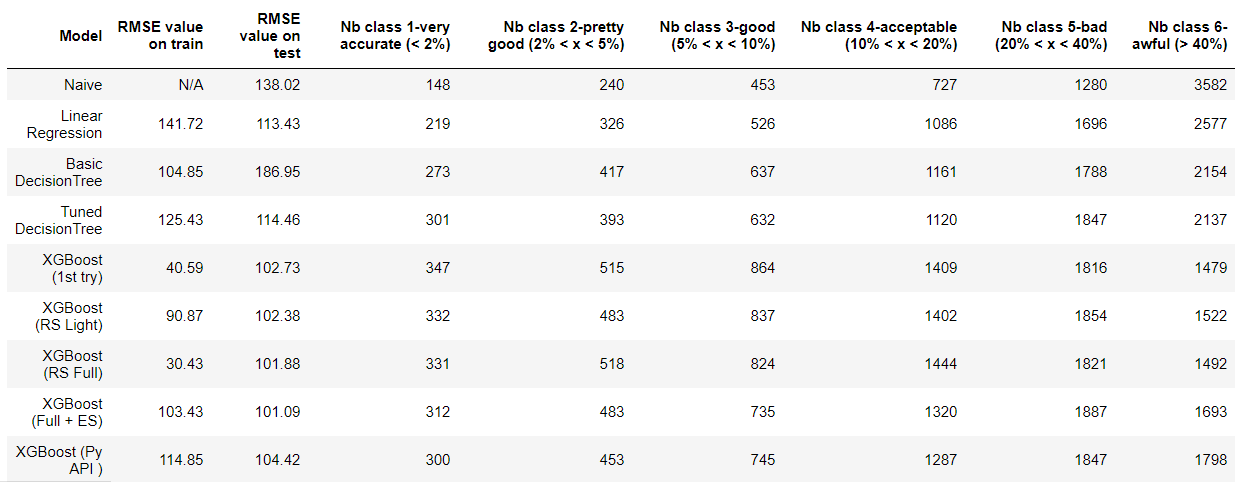 Model RMSE value on train RMSE value on test Nb class 1-very accurate (< 2%) Nb class 2-pretty good (2% < x < 5%) Nb class 3-good (5% < x < 10%) Nb class 4-acceptable (10% < x < 20%) Nb class 5-bad (20% < x < 40%) Nb class 6-awful (> 40%)
Naive N/A 138.02 148 240 453 727 1280 3582
Linear Regression 141.72 113.43 219 326 526 1086 1696 2577
Basic DecisionTree 104.85 186.95 273 417 637 1161 1788 2154
Tuned DecisionTree 125.43 114.46 301 393 632 1120 1847 2137
XGBoost (1st try) 40.59 102.73 347 515 864 1409 1816 1479
XGBoost (RS Light) 90.87 102.38 332 483 837 1402 1854 1522
XGBoost (RS Full) 30.43 101.88 331 518 824 1444 1821 1492
XGBoost (Full + ES) 103.43 101.09 312 483 735 1320 1887 1693
XGBoost (Py API ) 114.85 104.42 300 453 745 1287 1847 1798